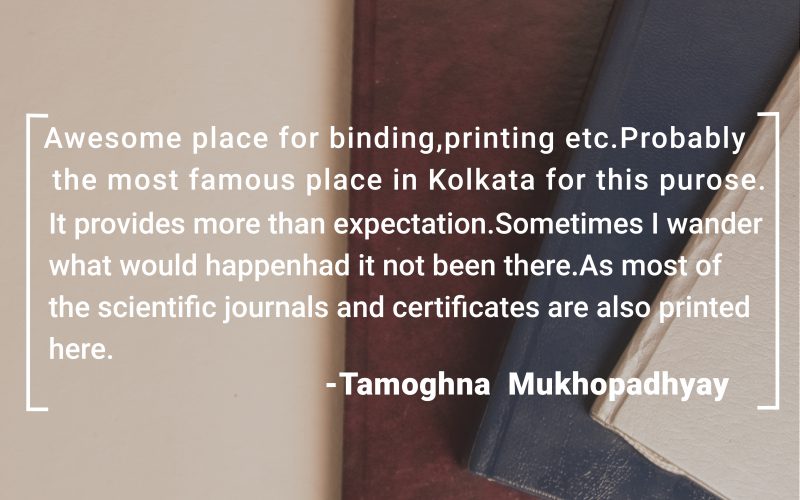 Awesome place for binding,printing etc.Probably
the most famous place in Kolkata for this purose.
It provides more than expectation.Sometimes I wander
what would happenhad it not been there.As most of
the scientific journals and certificates are also printed
here.
-Tamoghna Mukhopadhyay